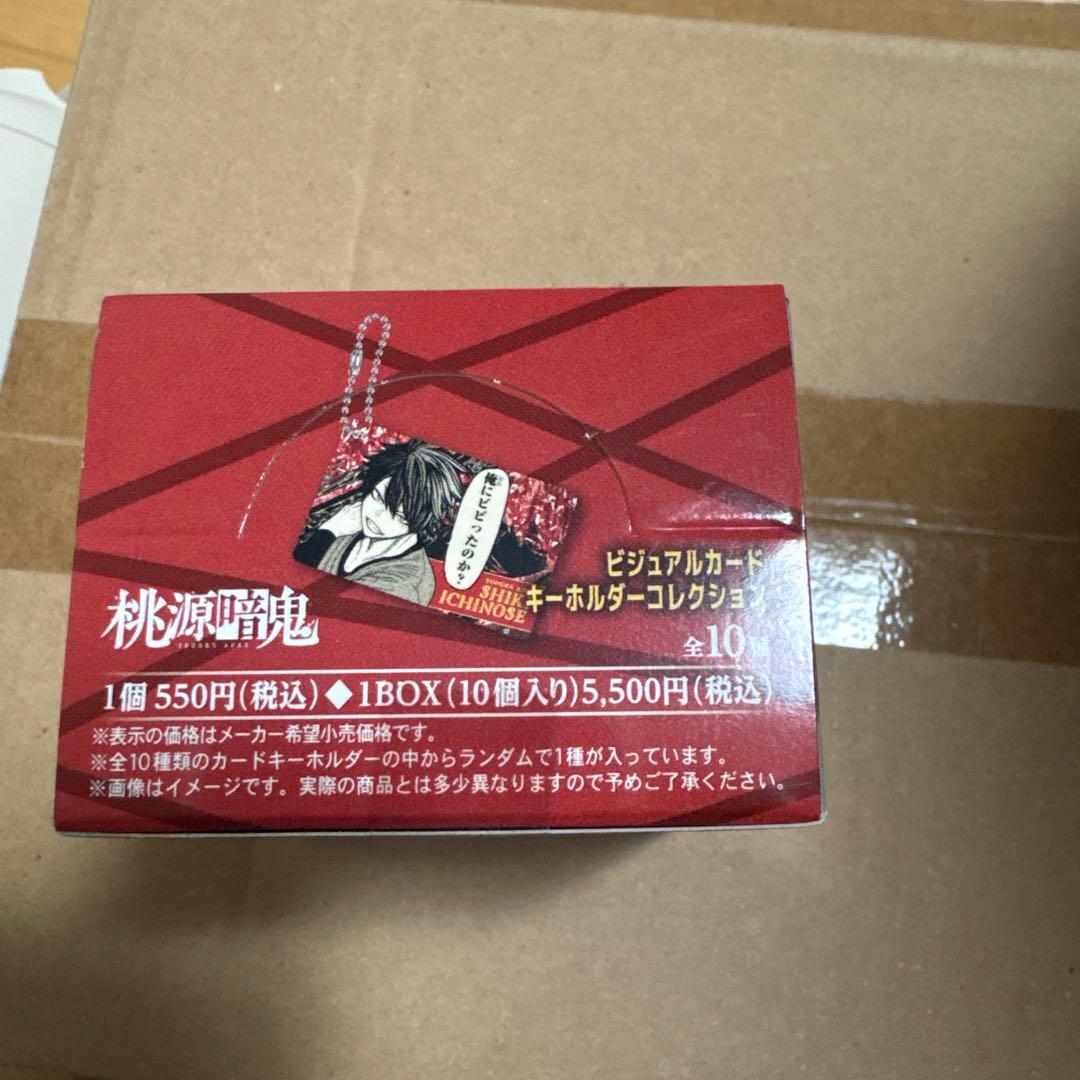 俺にビビったのか?
SHIK
ICHINO$E
ビジュアルカード
キーホルダーコレクション
桃源暗鬼
TOUGEN ANKI
全10種
1個 550円(税込)◆1BOX(10個入り)5,500円(税込)
※表示の価格はメーカー希望小売価格です。
※全10種類のカードキーホルダーの中からランダムで1種が入っています。
※画像はイメージです。実際の商品とは多少異なりますので予めご了承ください。